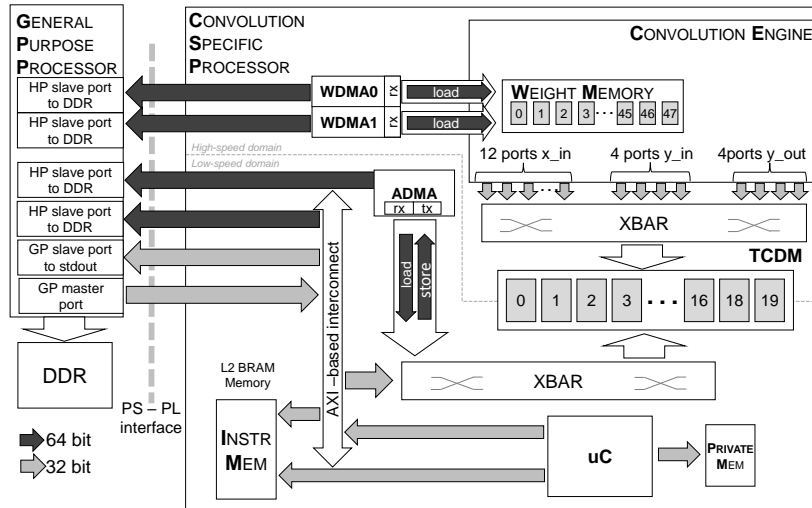 GENERAL
PURPOSE
PROCESSOR
HP slave port
to DDR
HP slave port
to DDR
HP slave port
to DDR
HP slave port
to DDR
GP slave port
to stdout
GP master
port
DDR
64 bit
32 bit
PS – PL
interface
CONVOLUTION
SPECIFIC
PROCESSOR
WDMA0
rx
load
WDMA1
rx
load
High-speed domain
Low-speed domain
ADMA
rx
tx
load
store
AXI –based interconnect
L2 BRAM
Memory
INSTR
MEM
CONVOLUTION ENGINE
WEIGHT MEMORY
0 1 2 3 ··· 45 46 47
12 ports x_in
4 ports y_in
4ports y_out
XBAR
TCDM
0 1 2 3 ··· 16 18 19
XBAR
uC
PRIVATE
MEM